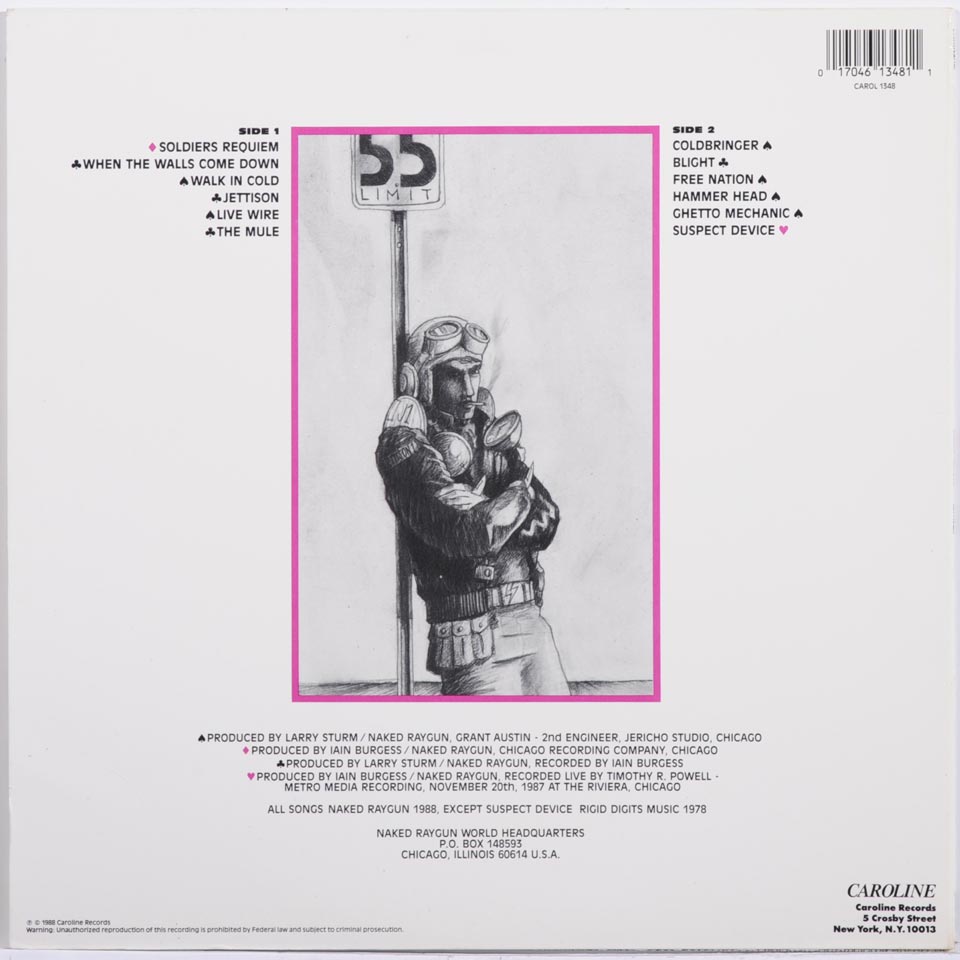 0 17046 13481 1
CAROL 1348
SIDE 1
♦SOLDIERS REQUIEM
♣WHEN THE WALLS COME DOWN
♠WALK IN COLD
♣JETTISON
♠LIVE WIRE
♣THE MULE
SIDE 2
COLDBRINGER ♠
BLIGHT ♣
FREE NATION ♠
HAMMER HEAD ♠
GHETTO MECHANIC ♠
SUSPECT DEVICE ♥
55
LIMIT
♠PRODUCED BY LARRY STURM / NAKED RAYGUN, GRANT AUSTIN - 2nd ENGINEER, JERICHO STUDIO, CHICAGO
♦PRODUCED BY IAIN BURGESS / NAKED RAYGUN, CHICAGO RECORDING COMPANY, CHICAGO
♣PRODUCED BY LARRY STURM / NAKED RAYGUN, RECORDED BY IAIN BURGESS
♥PRODUCED BY IAIN BURGESS / NAKED RAYGUN, RECORDED LIVE BY TIMOTHY R. POWELL -
METRO MEDIA RECORDING, NOVEMBER 20th, 1987 AT THE RIVIERA, CHICAGO
ALL SONGS NAKED RAYGUN 1988, EXCEPT SUSPECT DEVICE RIGID DIGITS MUSIC 1978
NAKED RAYGUN WORLD HEADQUARTERS
P.O. BOX 148593
CHICAGO, ILLINOIS 60614 U.S.A.
℗ © 1988 Caroline Records
Warning: Unauthorized reproduction of this recording is prohibited by Federal law and subject to criminal prosecution.
CAROLINE
Caroline Records
5 Crosby Street
New York, N.Y. 10013